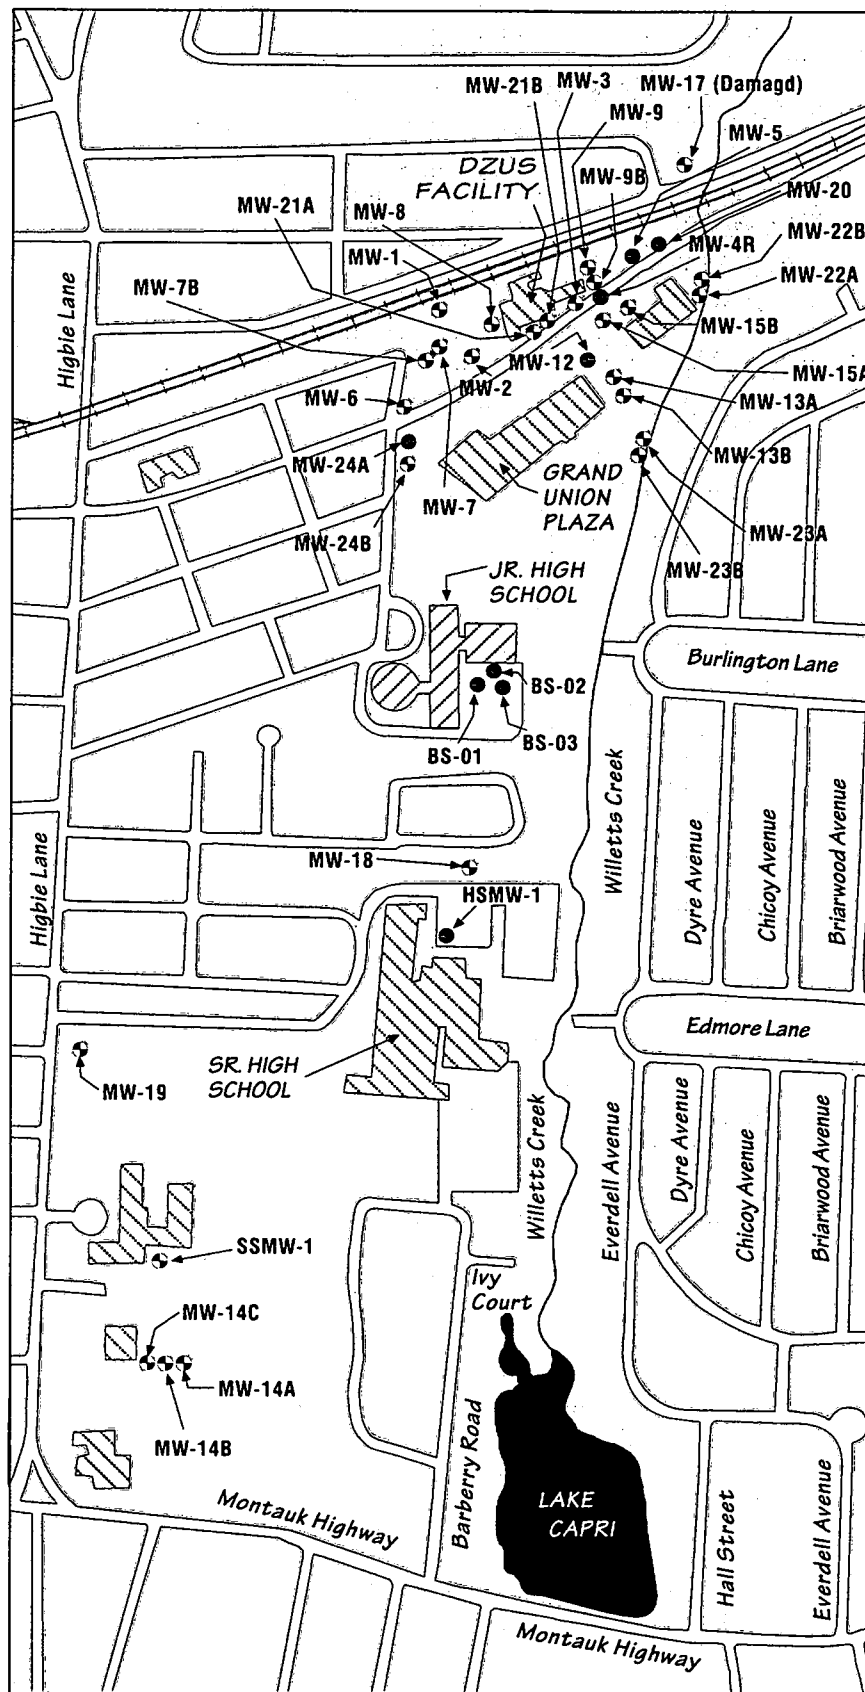 MW-3
MW-21B
MW-17 (Damagd)
MW-9
MW-5
DZUS
FACILITY
MW-9B
MW-20
MW-21A
MW-8
MW-4R
MW-22B
MW-1
MW-22A
MW-7B
MW-15B
Higbie Lane
MW-12
MW-2
MW-15A
MW-6
MW-13A
MW-24A
GRAND
UNION
PLAZA
MW-13B
MW-7
MW-24B
MW-23A
MW-23B
JR. HIGH
SCHOOL
Burlington Lane
BS-02
BS-01
BS-03
Willetts Creek
Dyre Avenue
Chicoy Avenue
Briarwood Avenue
MW-18
HSMW-1
Higbie Lane
Edmore Lane
SR. HIGH
SCHOOL
MW-19
Willetts Creek
Everdell Avenue
Dyre Avenue
Chicoy Avenue
Briarwood Avenue
SSMW-1
Ivy
Court
MW-14C
MW-14A
MW-14B
Barberry Road
LAKE
CAPRI
Montauk Highway
Hall Street
Everdell Avenue
Montauk Highway